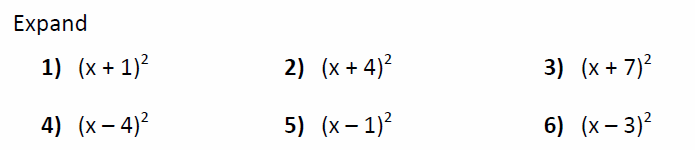 Expand
1) (x + 1)² 2) (x + 4)² 3) (x + 7)²
4) (x – 4)² 5) (x – 1)² 6) (x – 3)²